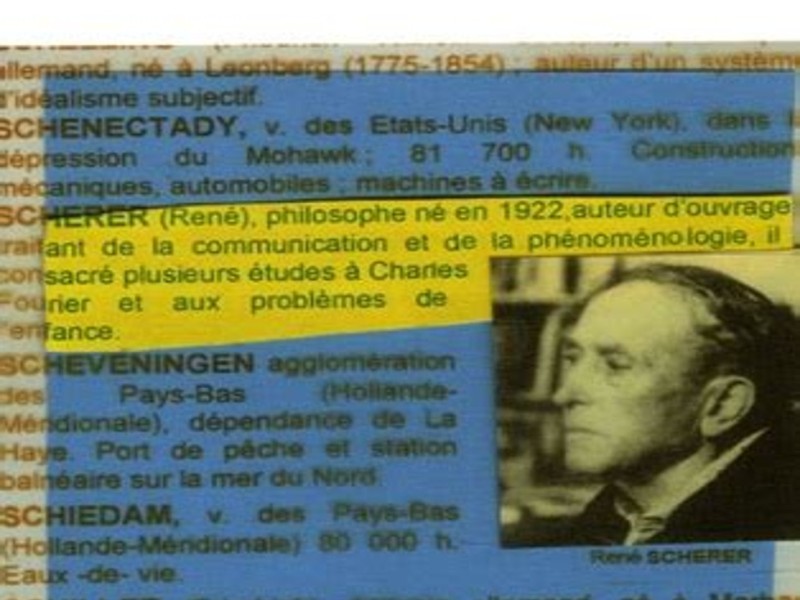 allemand, né à Leonberg (1775-1854) ; auteur d'un système
d'idéalisme subjectif.
SCHENECTADY, v. des Etats-Unis (New York). dans
dépression du Mohawk ; 81 700 h. Construction
mécaniques, automobiles ; machines à écrire.
SCHERER (René), philosophe né en 1922,auteur d'ouvrage
traitant de la communication et de la phénoménologie, il
consacré plusieurs études à Charles
Fourier et aux problèmes de
l'enfance.
SCHEVENINGEN agglomération
des Pays-Bas (Hollande-
Méridionale), dépendance de La
Haye. Port de pêche et station
balnéaire sur la mer du Nord.
SCHIEDAM, v. des Pays-Bas
(Hollande-Méridionale) 80 000 h.
Eaux -de- vie.
René SCHERER